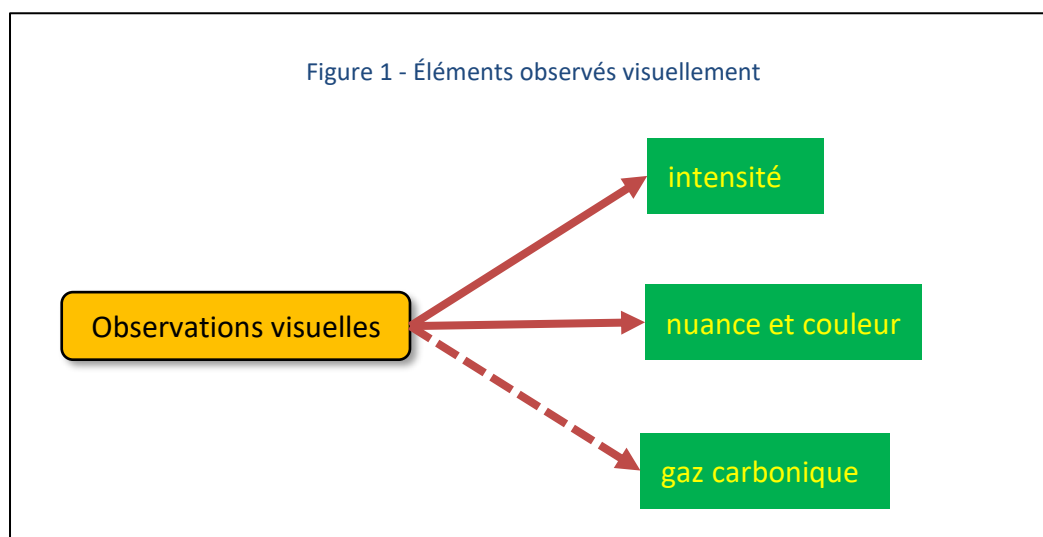 Figure 1 - Éléments observés visuellement
intensité
Observations visuelles
nuance et couleur
gaz carbonique